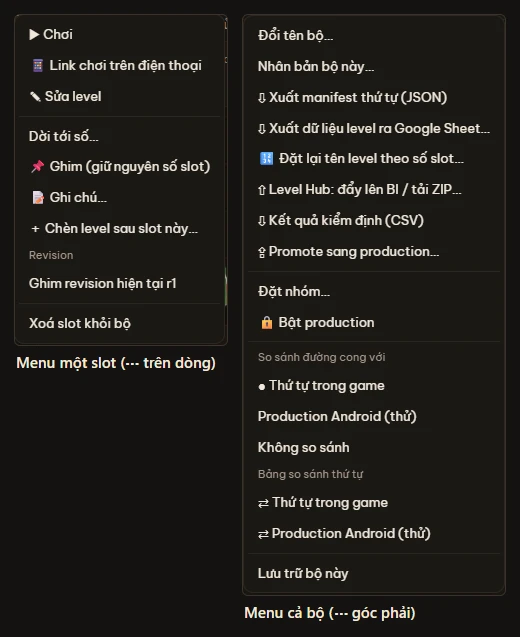 ▶ Chơi
Link chơi trên điện thoại
Sửa level
Dời tới số...
Ghim (giữ nguyên số slot)
Ghi chú...
+ Chèn level sau slot này...
Revision
Ghim revision hiện tại r1
Xoá slot khỏi bộ
Menu một slot (··· trên dòng)
Đổi tên bộ...
Nhân bản bộ này...
⇩ Xuất manifest thứ tự (JSON)
⇩ Xuất dữ liệu level ra Google Sheet...
🔢 Đặt lại tên level theo số slot...
⇧ Level Hub: đẩy lên BI / tải ZIP...
⇩ Kết quả kiểm định (CSV)
⇪ Promote sang production...
Đặt nhóm...
Bật production
So sánh đường cong với
● Thứ tự trong game
Production Android (thử)
Không so sánh
Bảng so sánh thứ tự
⇄ Thứ tự trong game
⇄ Production Android (thử)
Lưu trữ bộ này
Menu cả bộ (··· góc phải)